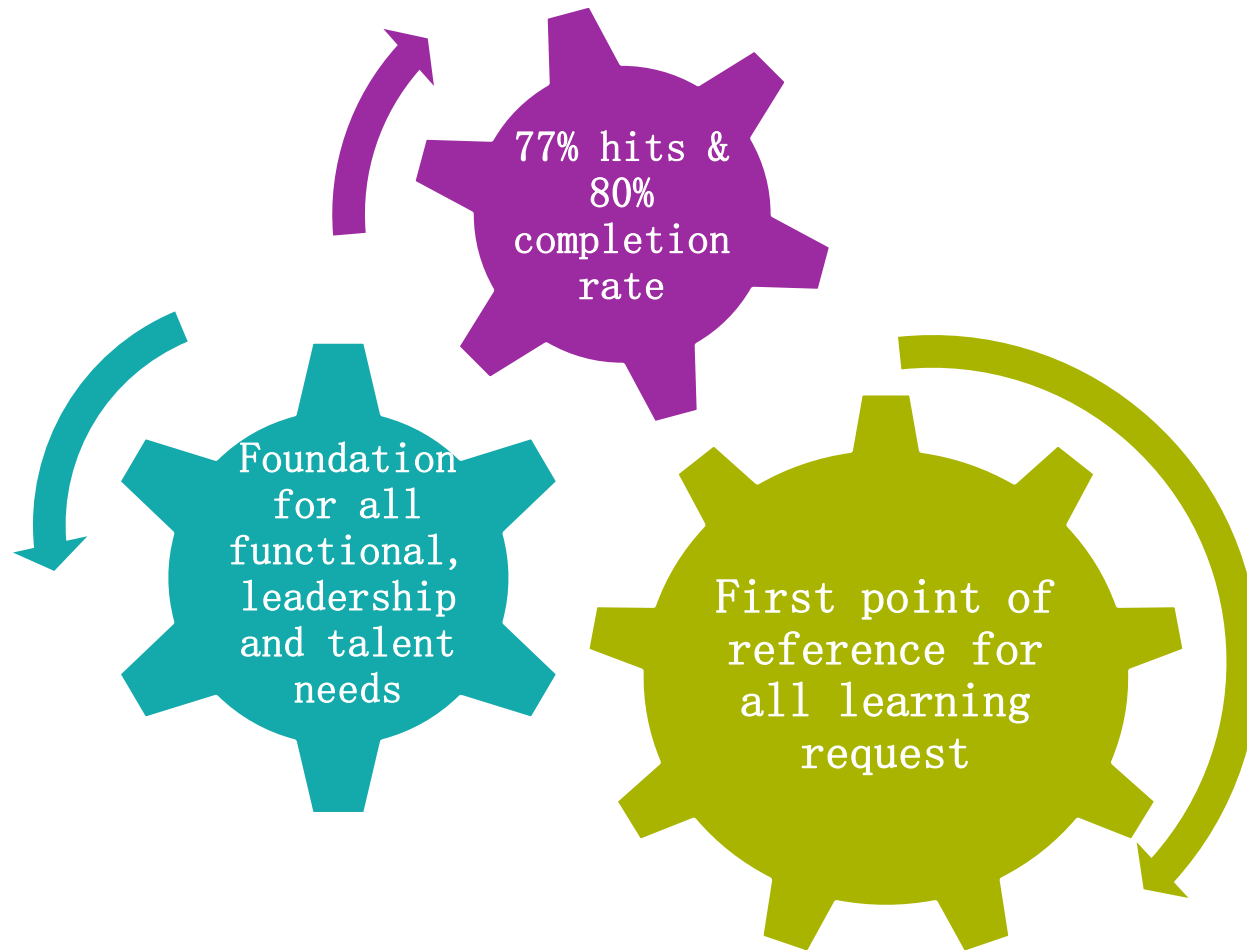 77% hits &
80%
completion
rate
Foundation
for all
functional,
leadership
and talent
needs
First point of
reference for
all learning
request